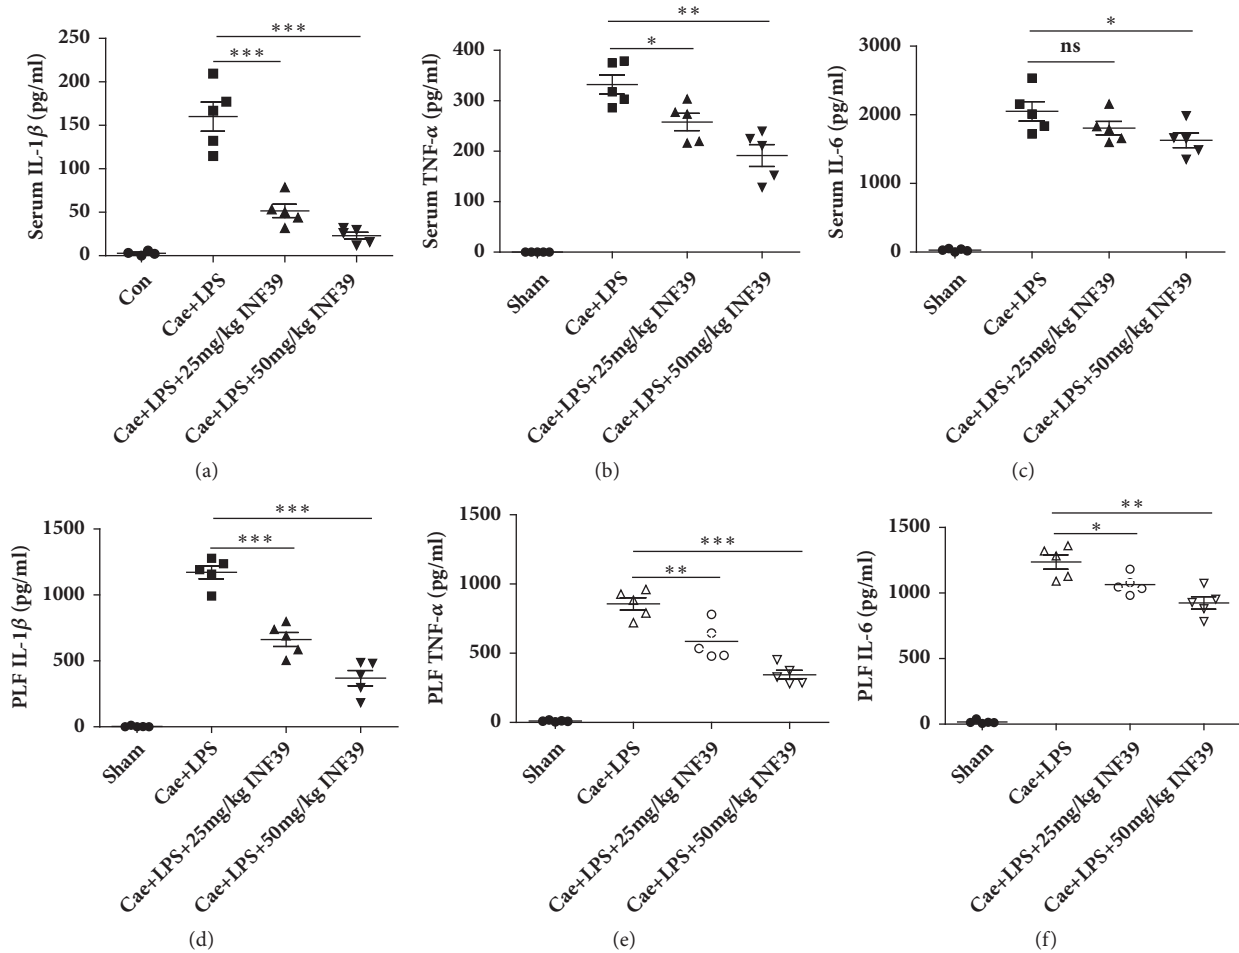 Serum IL-1β (pg/ml)
250
200
150
100
50
0
***
***
Con
Cae+LPS
Cae+LPS+25mg/kg INF39
Cae+LPS+50mg/kg INF39
(a)
Serum TNF-α (pg/ml)
400
300
200
100
0
**
*
Sham
Cae+LPS
Cae+LPS+25mg/kg INF39
Cae+LPS+50mg/kg INF39
(b)
Serum IL-6 (pg/ml)
3000
2000
1000
0
*
ns
Sham
Cae+LPS
Cae+LPS+25mg/kg INF39
Cae+LPS+50mg/kg INF39
(c)
PLF IL-1β (pg/ml)
1500
1000
500
0
***
***
Sham
Cae+LPS
Cae+LPS+25mg/kg INF39
Cae+LPS+50mg/kg INF39
(d)
PLF TNF-α (pg/ml)
1500
1000
500
0
***
**
Sham
Cae+LPS
Cae+LPS+25mg/kg INF39
Cae+LPS+50mg/kg INF39
(e)
PLF IL-6 (pg/ml)
1500
1000
500
0
**
*
Sham
Cae+LPS
Cae+LPS+25mg/kg INF39
Cae+LPS+50mg/kg INF39
(f)